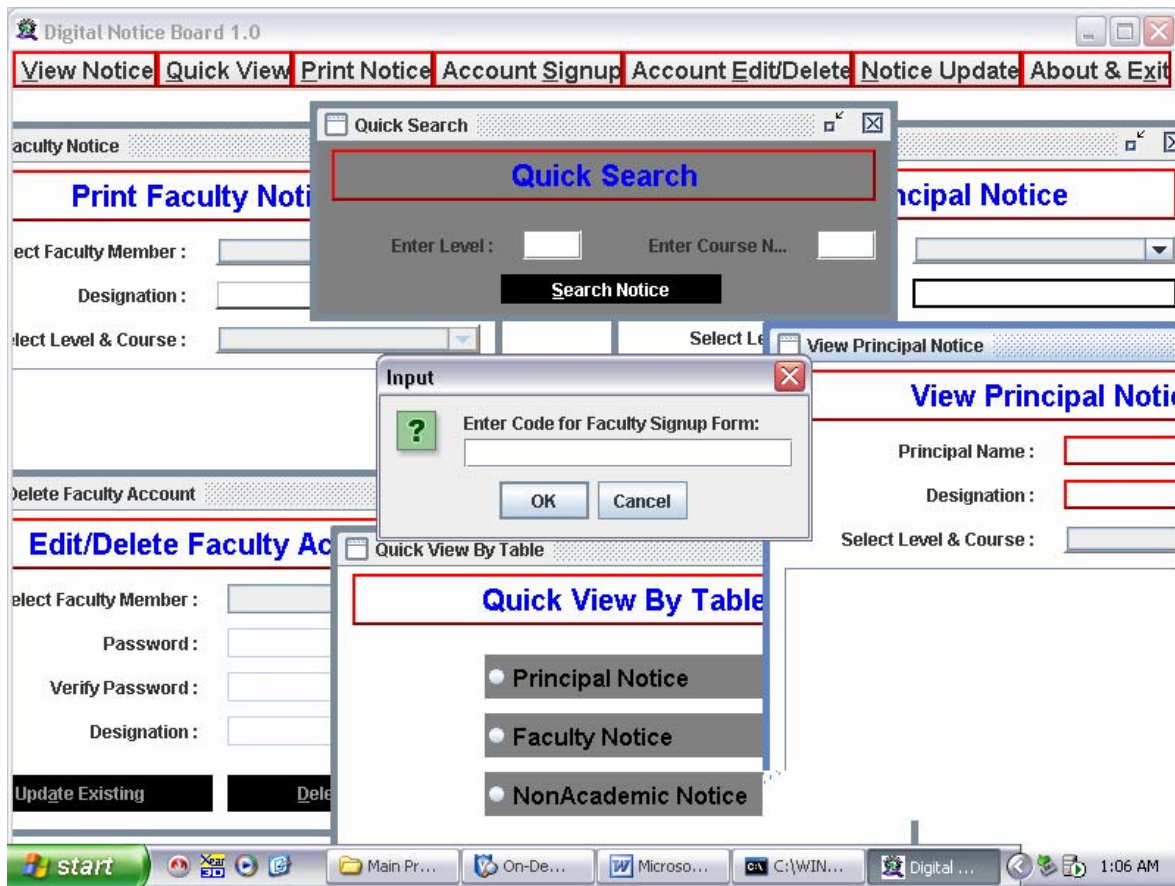 Digital Notice Board 1.0
View Notice Quick View Print Notice Account Signup Account Edit/Delete Notice Update About & Exit
Quick Search
Quick Search
Enter Level :
Enter Course N...
Search Notice
aculty Notice
Print Faculty Noti
ect Faculty Member :
Designation :
elect Level & Course :
ncipal Notice
Select Le
View Principal Notice
View Principal Noti
Principal Name :
Designation :
Select Level & Course :
Input
?
Enter Code for Faculty Signup Form:
OK
Cancel
Delete Faculty Account
Edit/Delete Faculty Ac
elect Faculty Member :
Password :
Verify Password :
Designation :
Update Existing
Dele
Quick View By Table
Quick View By Table
Principal Notice
Faculty Notice
NonAcademic Notice
start
Xear 3D
Main Pr...
On-De...
Microso...
C:\WIN...
Digital ...
1:06 AM